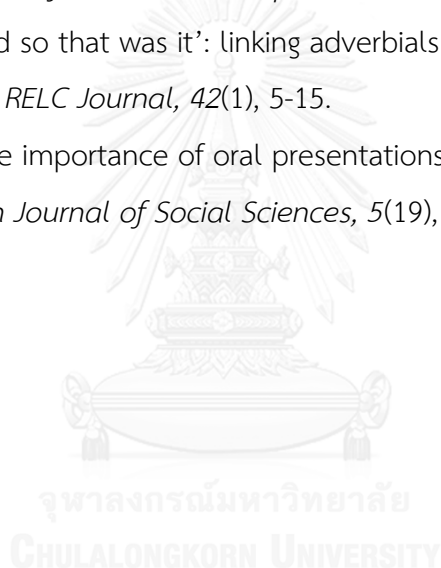 d so that was it’: linking adverbials
RELC Journal, 42(1), 5-15.
e importance of oral presentations
n Journal of Social Sciences, 5(19),
จุฬาลงกรณ์มหาวิทยาลัย
CHULALONGKORN UNIVERSITY